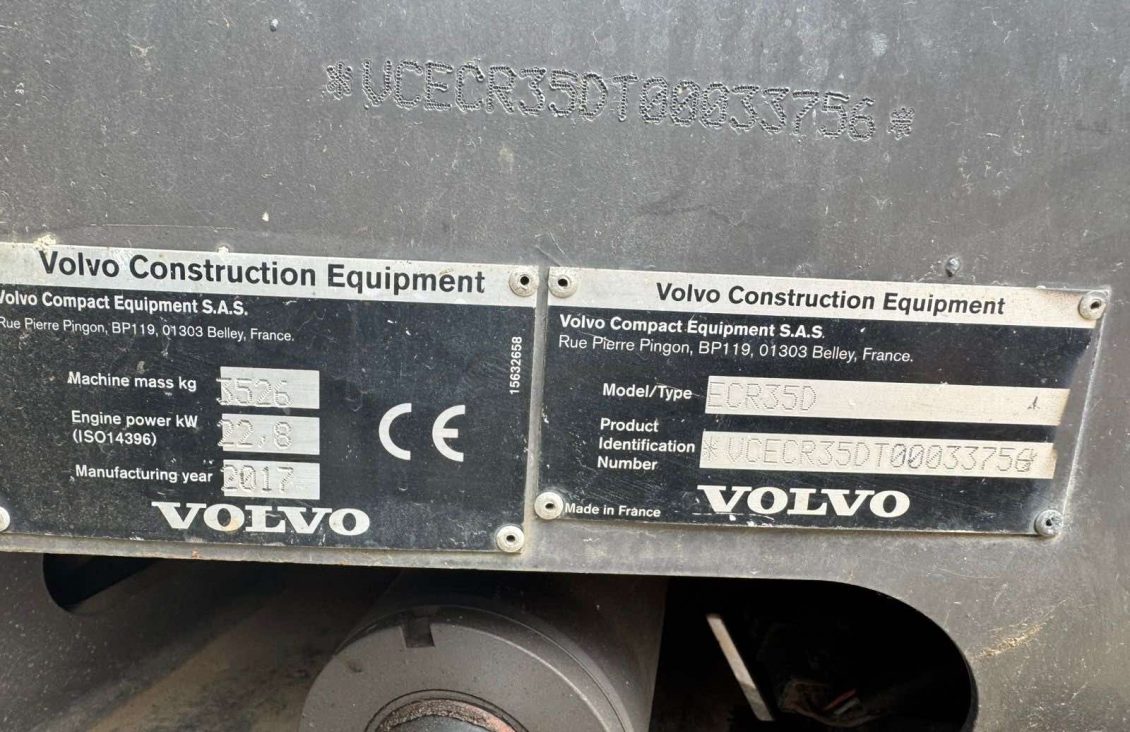 *VCECR35DT00033756*
Volvo Construction Equipment
Volvo Compact Equipment S.A.S.
Rue Pierre Pingon, BP119, 01303 Belley, France.
Machine mass kg 3526
Engine power kW 22,8
(ISO14396)
Manufacturing year 2017
CE
15632658
VOLVO
Volvo Construction Equipment
Volvo Compact Equipment S.A.S.
Rue Pierre Pingon, BP119, 01303 Belley, France.
Model/Type ECR35D
Product
Identification *VCECR35DT00033756*
Number
Made in France
VOLVO